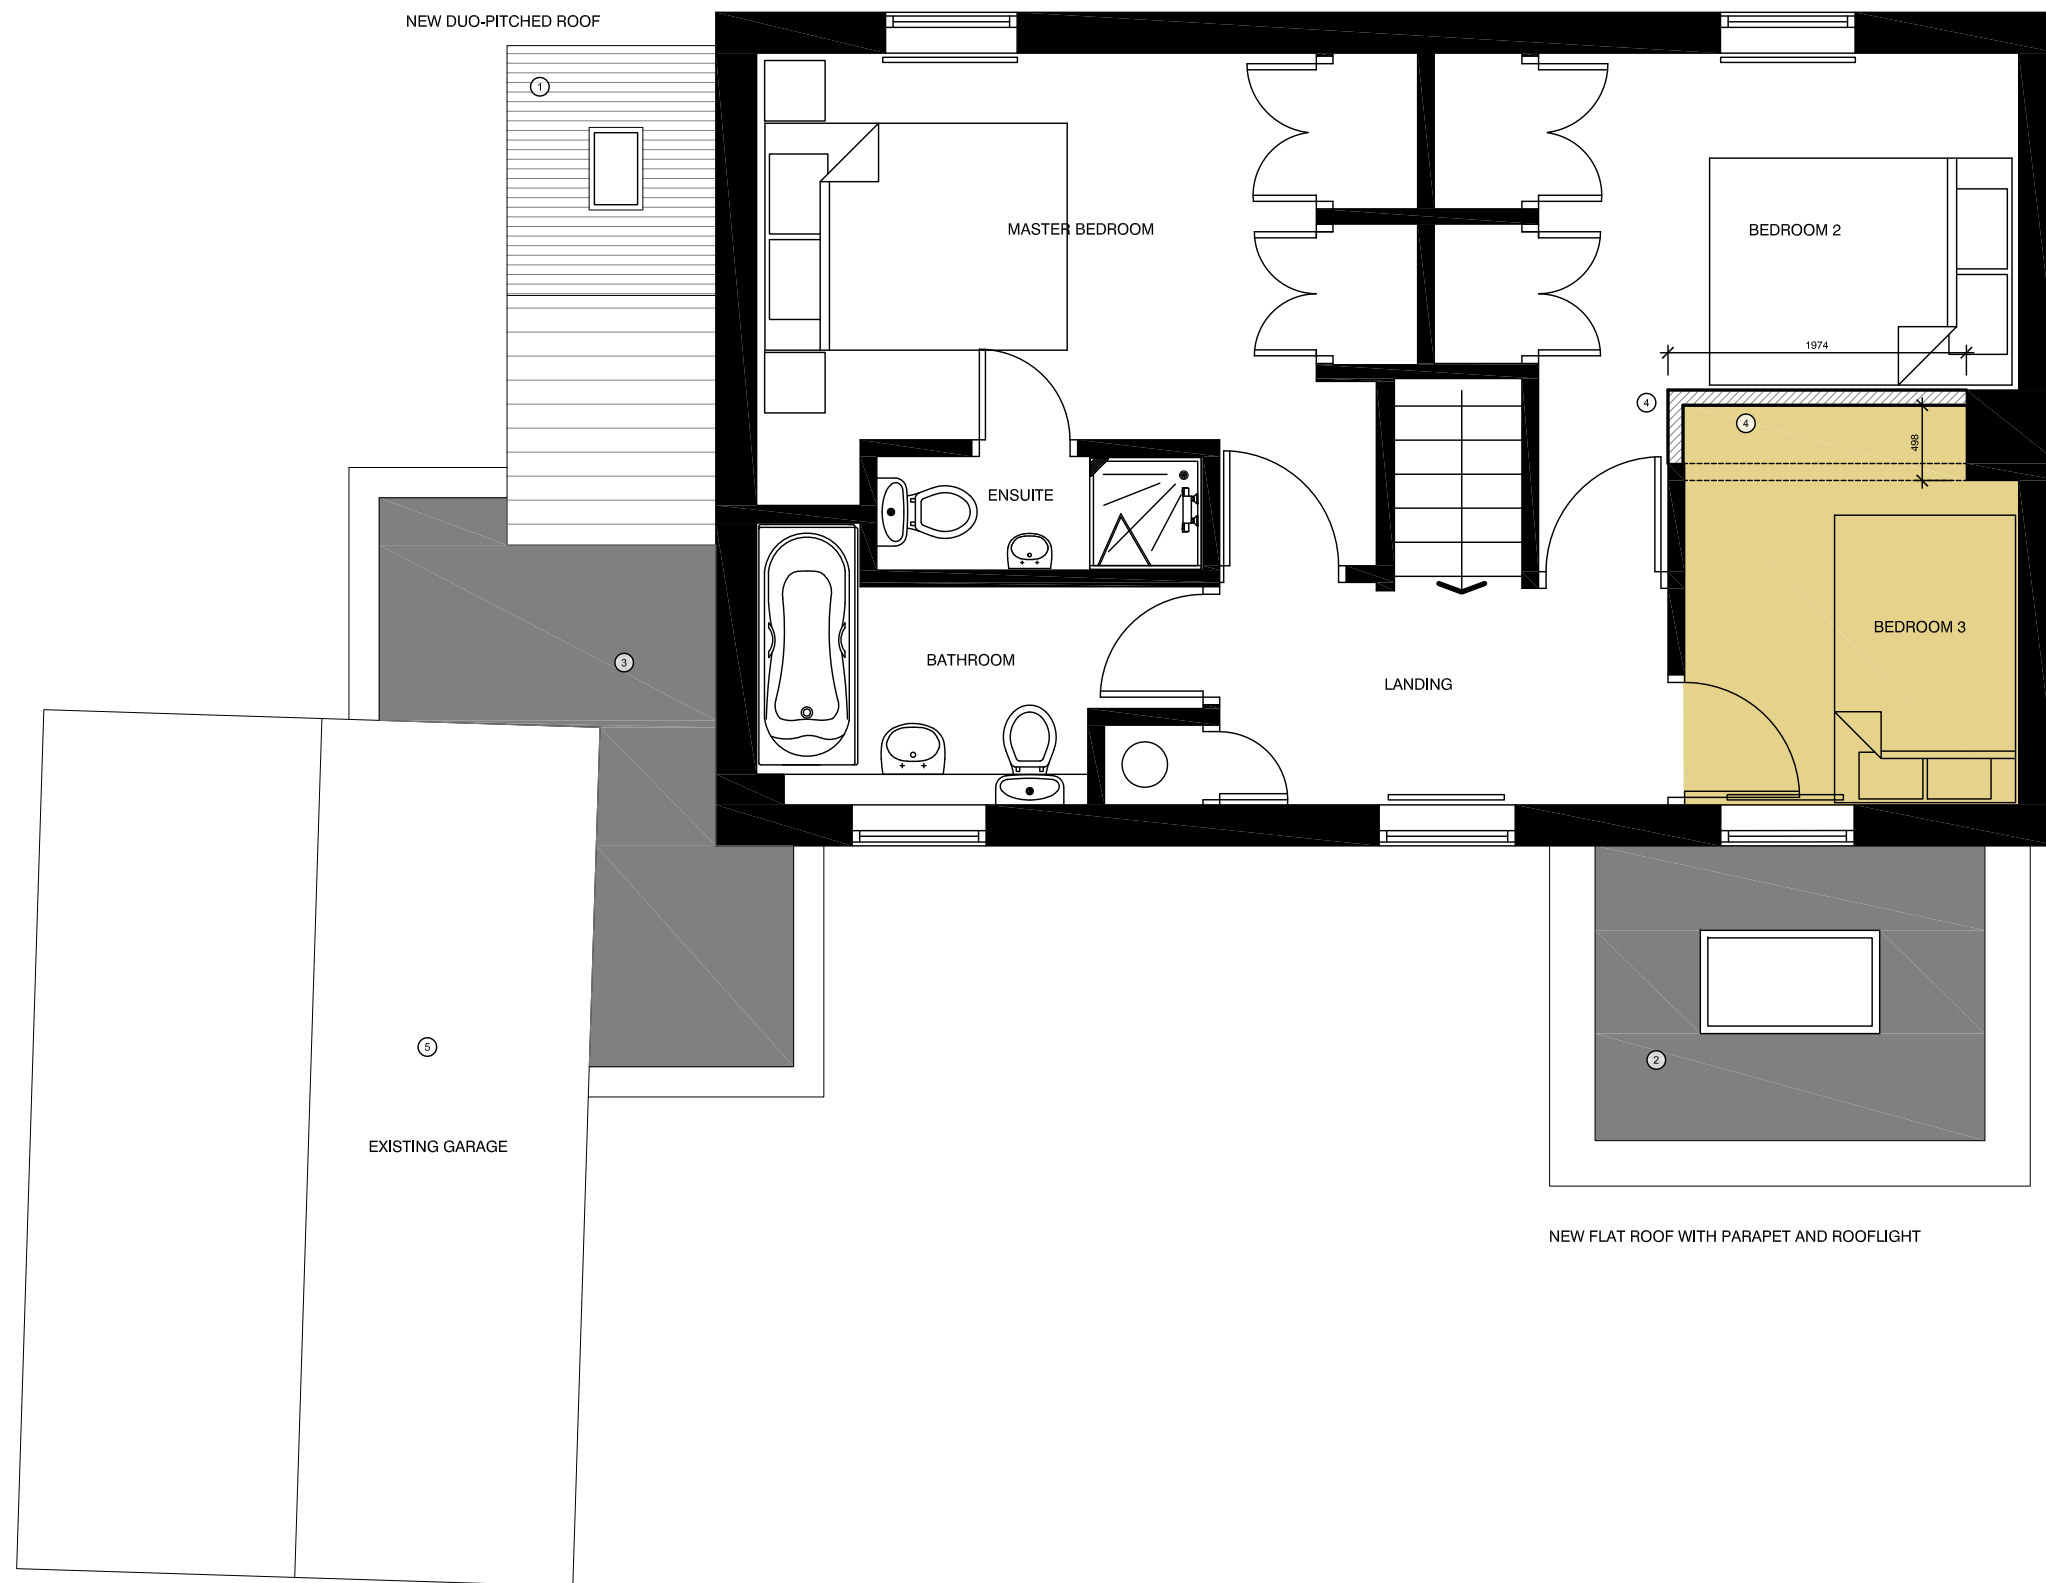 NEW DUO-PITCHED ROOF
1
MASTER BEDROOM
BEDROOM 2
1974
4
4
498
ENSUITE
BEDROOM 3
BATHROOM
3
LANDING
5
2
EXISTING GARAGE
NEW FLAT ROOF WITH PARAPET AND ROOFLIGHT